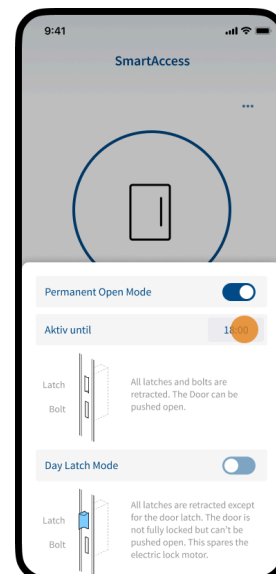 9:41
SmartAccess
Permanent Open Mode
Aktiv until 18:00
Latch
Bolt
All latches and bolts are
retracted. The Door can be
pushed open.
Day Latch Mode
Latch
Bolt
All latches are retracted except
for the door latch. The door is
not fully locked but can't be
pushed open. This spares the
electric lock motor.